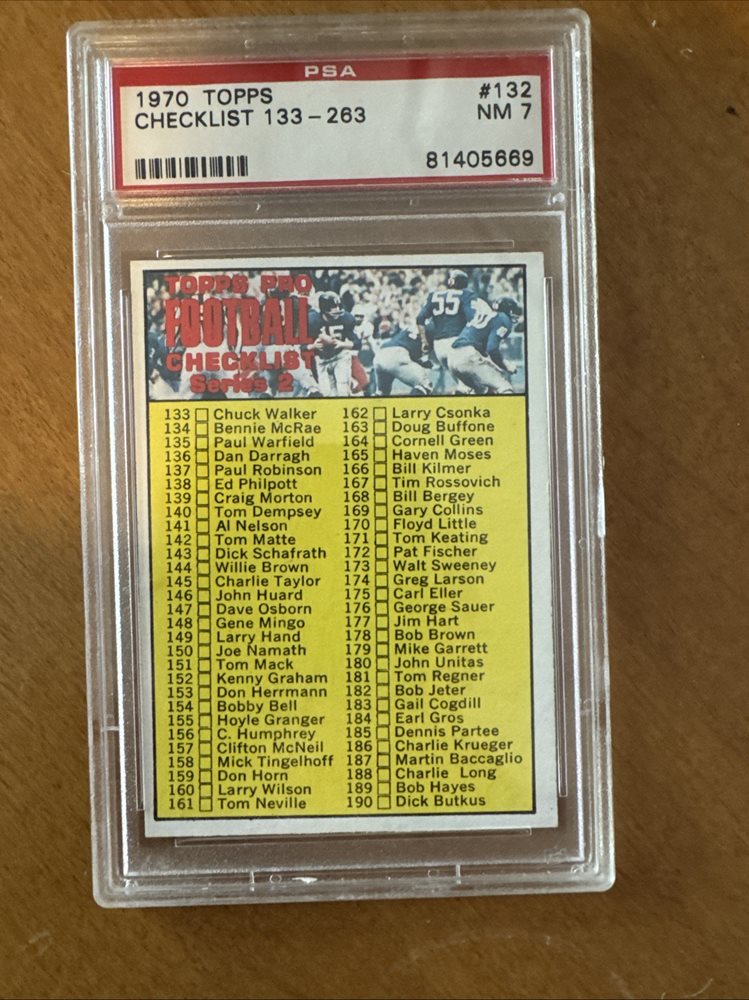 PSA
1970 TOPPS #132
CHECKLIST 133-263 NM 7
81405669
TOPPS PRO
FOOTBALL
CHECKLIST
Series 2
15
55
133 Chuck Walker
134 Bennie McRae
135 Paul Warfield
136 Dan Darragh
137 Paul Robinson
138 Ed Philpott
139 Craig Morton
140 Tom Dempsey
141 Al Nelson
142 Tom Matte
143 Dick Schafrath
144 Willie Brown
145 Charlie Taylor
146 John Huard
147 Dave Osborn
148 Gene Mingo
149 Larry Hand
150 Joe Namath
151 Tom Mack
152 Kenny Graham
153 Don Herrmann
154 Bobby Bell
155 Hoyle Granger
156 C. Humphrey
157 Clifton McNeil
158 Mick Tingelhoff
159 Don Horn
160 Larry Wilson
161 Tom Neville
162 Larry Csonka
163 Doug Buffone
164 Cornell Green
165 Haven Moses
166 Bill Kilmer
167 Tim Rossovich
168 Bill Bergey
169 Gary Collins
170 Floyd Little
171 Tom Keating
172 Pat Fischer
173 Walt Sweeney
174 Greg Larson
175 Carl Eller
176 George Sauer
177 Jim Hart
178 Bob Brown
179 Mike Garrett
180 John Unitas
181 Tom Regner
182 Bob Jeter
183 Gail Cogdill
184 Earl Gros
185 Dennis Partee
186 Charlie Krueger
187 Martin Baccaglio
188 Charlie Long
189 Bob Hayes
190 Dick Butkus